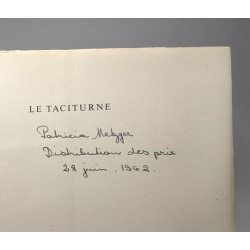 LE TACITURNE
Patricia Metzger
Distribution des prix
28 juin . 1962.